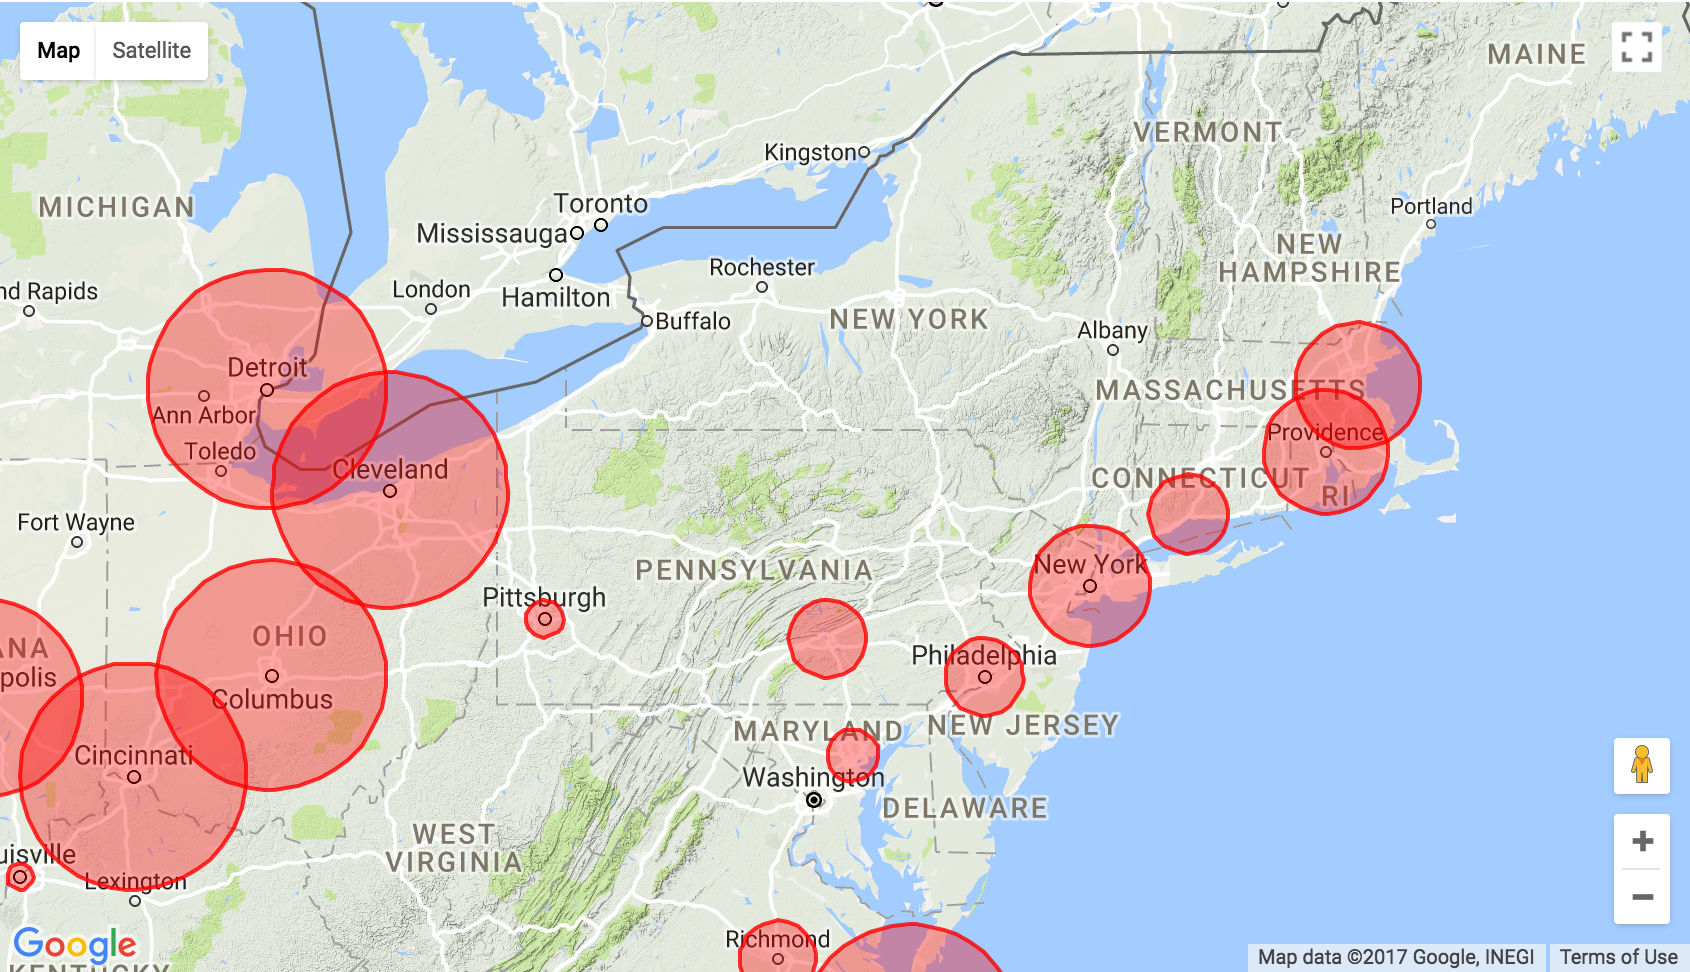 Map
Satellite
MAINE
VERMONT
Kingston
MICHIGAN
Toronto
Portland
Mississauga
NEW
HAMPSHIRE
Rochester
nd Rapids
London
Hamilton
NEW YORK
Buffalo
Albany
Detroit
MASSACHUSETTS
Ann Arbor
Providence
Toledo
Cleveland
CONNECTICUT
RI
Fort Wayne
New York
PENNSYLVANIA
Pittsburgh
OHIO
ANA
Philadelphia
polis
Columbus
NEW JERSEY
MARYLAND
Cincinnati
Washington
DELAWARE
WEST
VIRGINIA
uisville
Lexington
Richmond
Google
KENTUCKY
Map data ©2017 Google, INEGI
Terms of Use